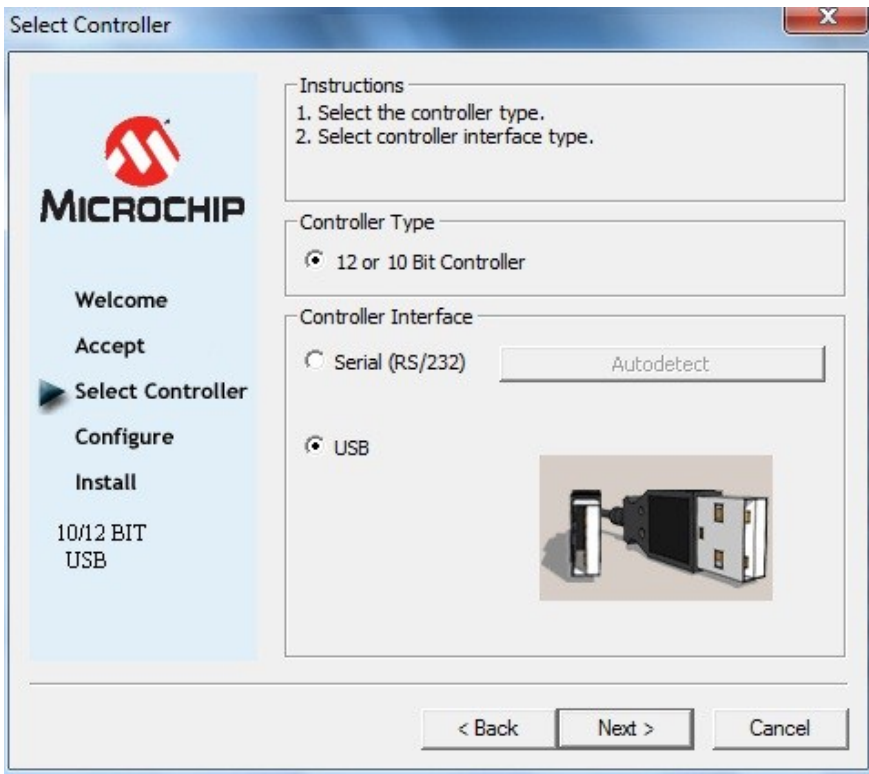 Select Controller
MICROCHIP
Welcome
Accept
Select Controller
Configure
Install
10/12 BIT
USB
Instructions
1. Select the controller type.
2. Select controller interface type.
Controller Type
12 or 10 Bit Controller
Controller Interface
Serial (RS/232)
Autodetect
USB
< Back
Next >
Cancel